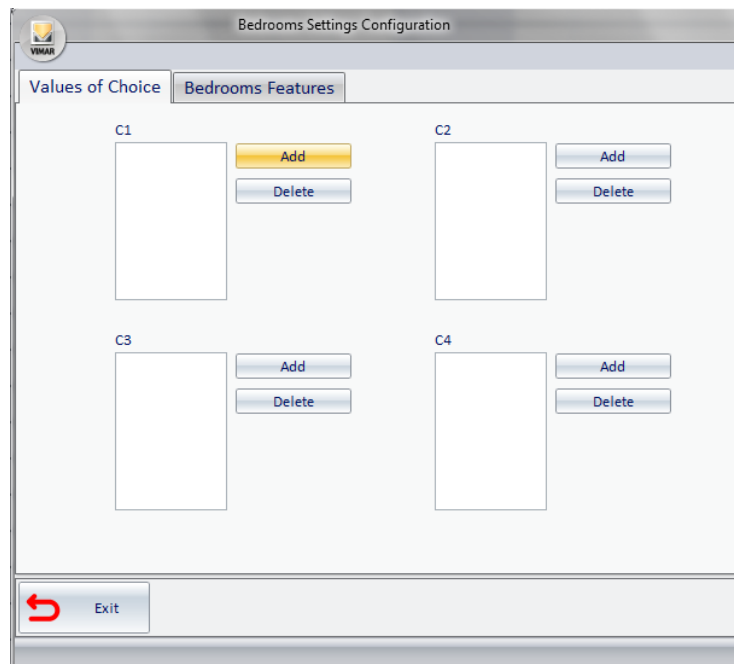 Bedrooms Settings Configuration
VIMAR
Values of Choice Bedrooms Features
C1 C2
Add Add
Delete Delete
C3 C4
Add Add
Delete Delete
Exit